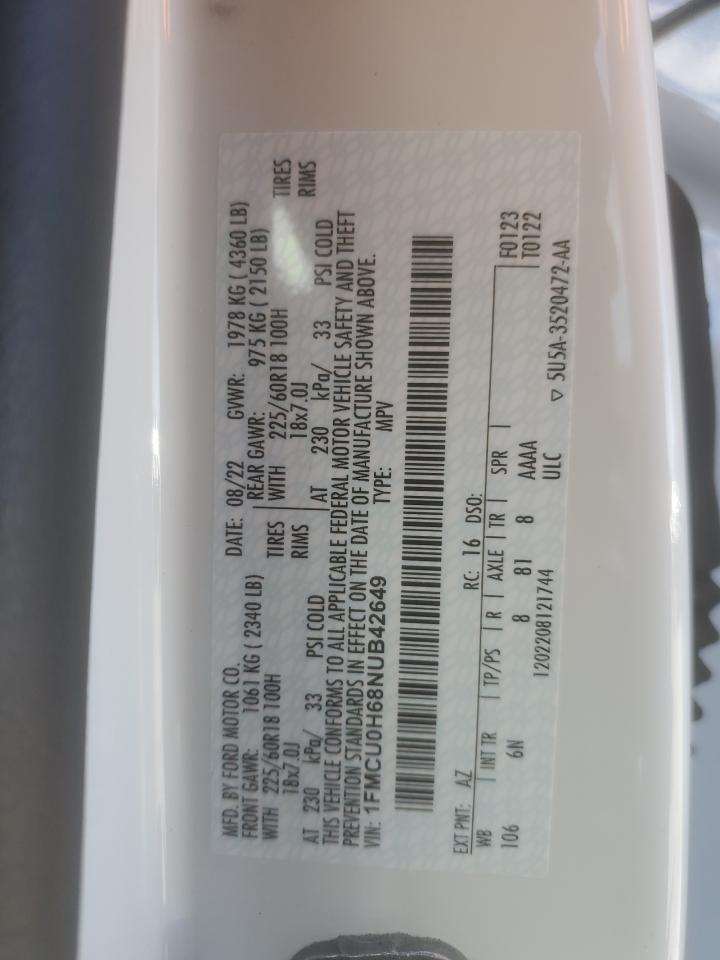 MFD. BY FORD MOTOR CO.
DATE: 08/22 GVWR: 1978 KG ( 4360 LB)
FRONT GAWR: 1061 KG ( 2340 LB)
REAR GAWR: 975 KG ( 2150 LB)
WITH 225/60R18 100H TIRES
WITH 225/60R18 100H TIRES
18x7.0J RIMS
18x7.0J RIMS
AT 230 kPa/ 33 PSI COLD
AT 230 kPa/ 33 PSI COLD
THIS VEHICLE CONFORMS TO ALL APPLICABLE FEDERAL MOTOR VEHICLE SAFETY AND THEFT
PREVENTION STANDARDS IN EFFECT ON THE DATE OF MANUFACTURE SHOWN ABOVE.
VIN: 1FMCU0H68NUB42649 TYPE: MPV
EXT PNT: AZ RC: 16 DSO:
WB INT TR TP/PS R AXLE TR SPR F0123
106 6N 8 81 8 AAAA T0122
1202208121744 ULC
▽ 5U5A-3520472-AA